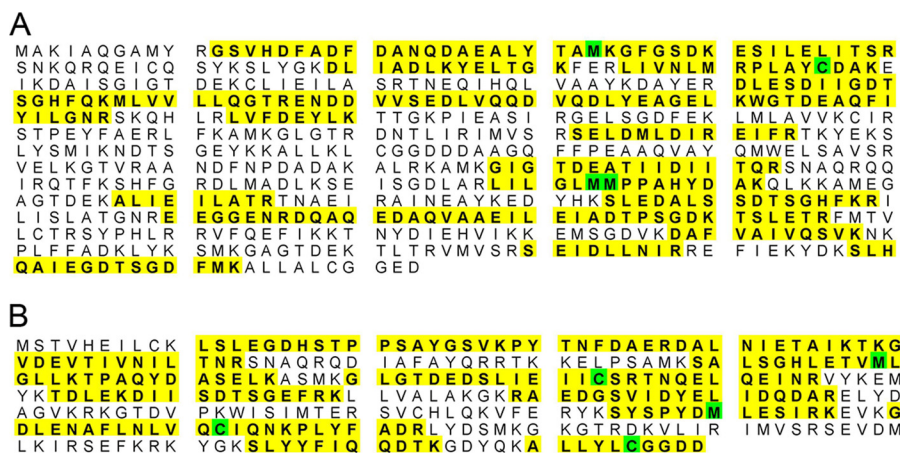 A
MAKIAQGAMY RGSVHDFADF DANQDAEALY TAMKGFGSDK ESILELITSR
SNKQRQEICQ SYKSLYGKDL IADLKYELTG KFERLIVNLM RPLAYCDAKE
IKDAISGIGT DEKCLIEILA SRTNEQIHQL VAAYKDAYER DLESDIIGDT
SGHFQKMLVV LLQGTRENDD VVSEDLVQQD VQDLYEAGEL KWGTDEAQFI
YILGNRSKQH LRLVFDEYLK TTGKPIEASI RGELSGDFEK LMLAVVKCIR
STPEYFAERL FKAMKGLGTR DNTLIRIMVS RSELDMLDIR EIFRTKYEKS
LYSMIKNDTS GEYKKALLKL CGGDDDAAGQ FFPEAAQVAY QMWELSAVSR
VELKGTVRAA NDFNPDADAK ALRKAMKGIG TDEATIIDII TQRSNAQRQQ
IRQTFKSHFG RDLMADLKSE ISGDLARLIL GLMMPPAHYD AKQLKKAMEG
AGTDEKALIE ILATRTNAEI RAINEAYKED YHKSLEDALS SDTSGHFKRI
LISLATGNRE EGGENRDQAQ EDAQVAAEIL EIADTPSGDK TSLETRFMTV
LCTRSYPHLR RVFQEFIKKT NYDIEHVIKK EMSGDVKDAF VAIVQSVKNK
PLFFADKLYK SMKGAGTDEK TLTRVMVSRS EIDLLNIRRE FIEKYDKSLH
QAIEGDTSGD FMKALLALCG GED
B
MSTVHEILCK LSLEGDHSTP PSAYGSVKPY TNFDAERDAL NIETAIKTKG
VDEVTIVNIL TNRSNAQRQD IAFAYQRRTK KELPSAMKSA LSGHLETVML
GLLKTPAQYD ASELKASMKG LGTDEDSLIE IICSRTNQEL QEINRVYKEM
YKTDLEKDII SDTSGEFRKL LVALAKGKRA EDGSVIDYEL IDQDARELYD
AGVKRKGTDV PKWISIMTER SVCHLQKVFE RYKSYSPYDM LESIRKEVKG
DLENAFLNLV QCIQNKPLYF ADRLYDSMKG KGTRDKVLIR IMVSRSEVDM
LKIRSEFKRK YGKSLYYFIQ QDTKGDYQKA LLYLCGGDD